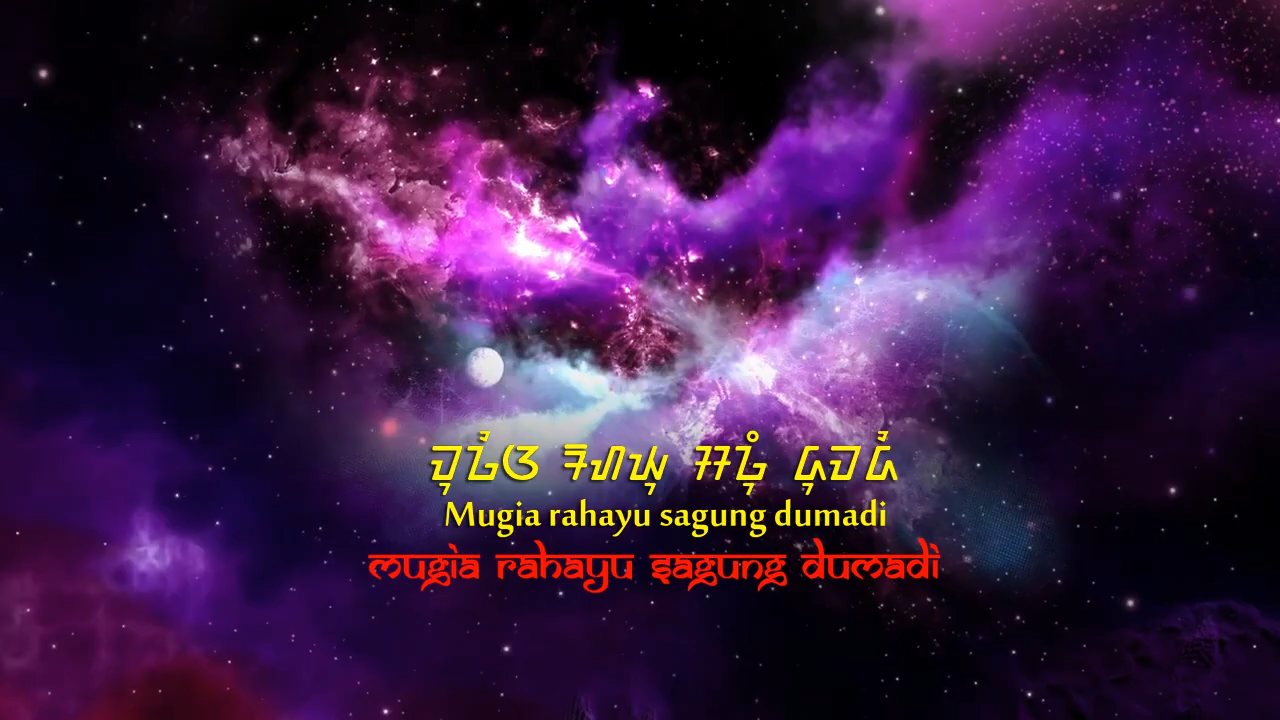 ᮙᮥᮌᮤᮃ ᮛᮠᮚᮥ ᮞᮌᮥᮀ ᮓᮥᮙᮓᮤ
Mugia rahayu sagung dumadi
mugia rahayu sagung dumadi